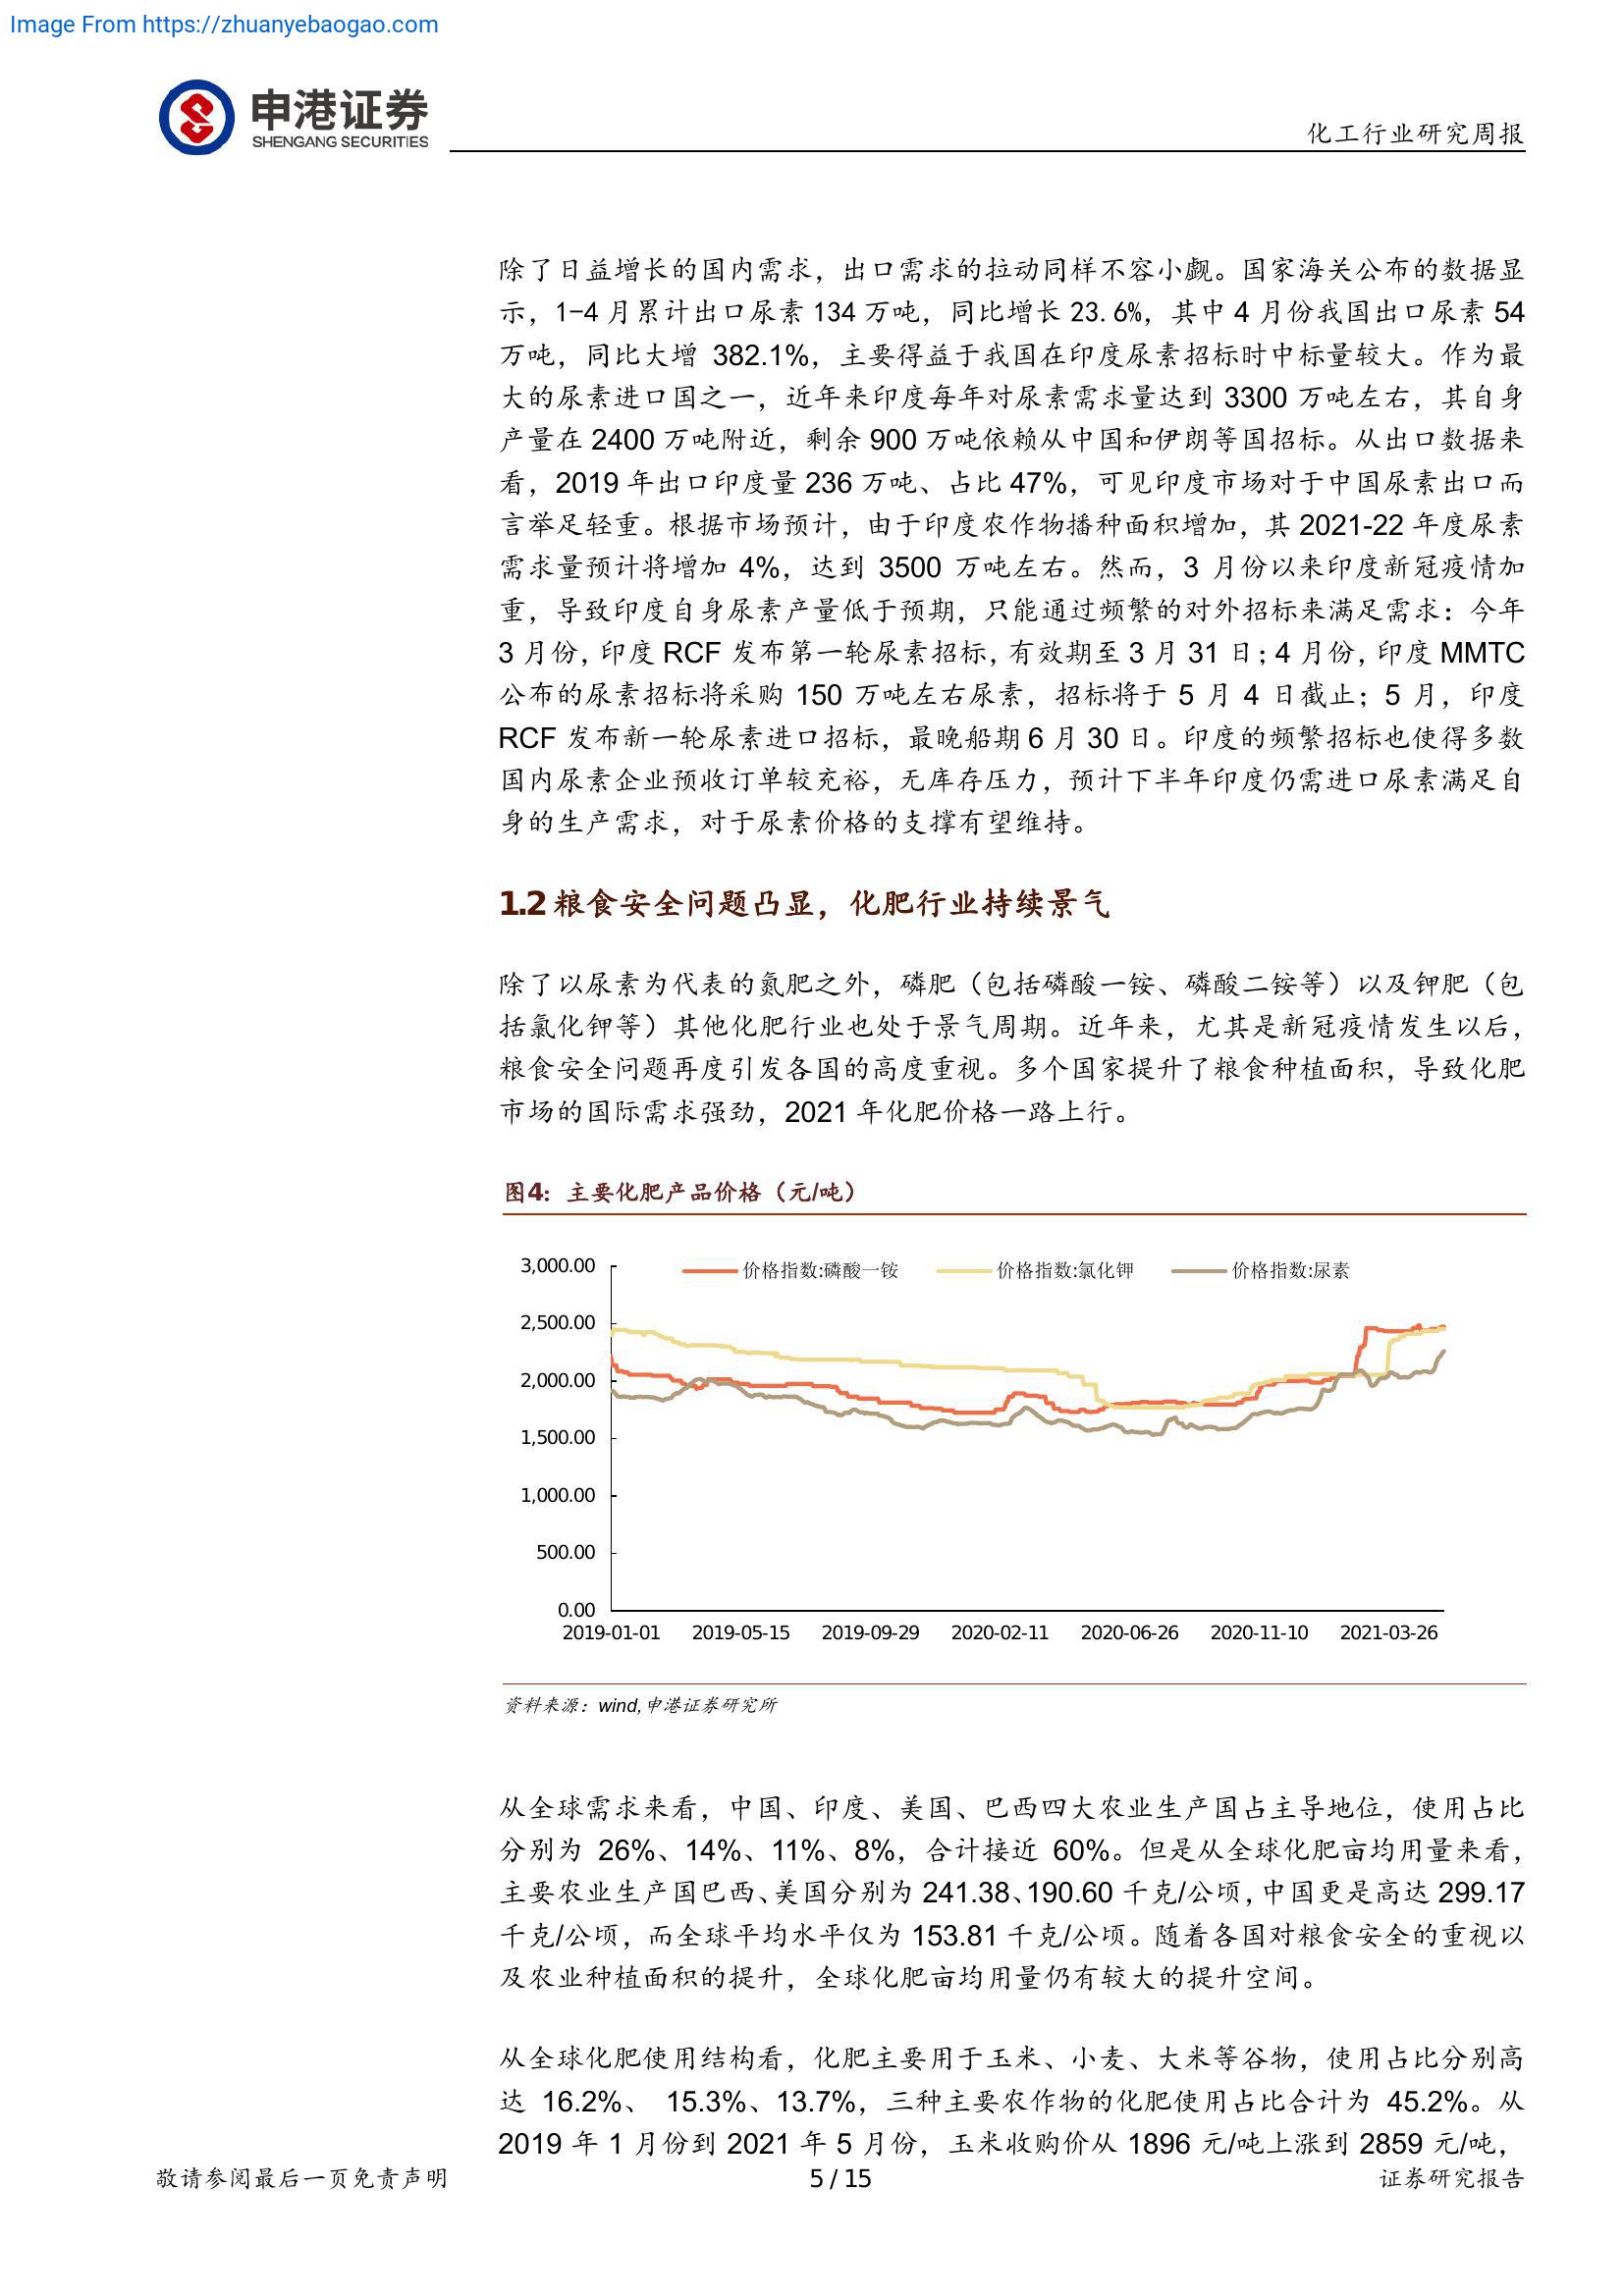 Image From https://zhuanyebaogao.com
申港证券
SHENGANG SECURITIES
化工行业研究周报
除了日益增长的国内需求，出口需求的拉动同样不容小觑。国家海关公布的数据显
示，1-4 月累计出口尿素 134 万吨，同比增长 23.6%，其中 4 月份我国出口尿素 54
万吨，同比大增 382.1%，主要得益于我国在印度尿素招标时中标量较大。作为最
大的尿素进口国之一，近年来印度每年对尿素需求量达到 3300 万吨左右，其自身
产量在 2400 万吨附近，剩余 900 万吨依赖从中国和伊朗等国招标。从出口数据来
看，2019 年出口印度量 236 万吨、占比 47%，可见印度市场对于中国尿素出口而
言举足轻重。根据市场预计，由于印度农作物播种面积增加，其 2021-22 年度尿素
需求量预计将增加 4%，达到 3500 万吨左右。然而，3 月份以来印度新冠疫情加
重，导致印度自身尿素产量低于预期，只能通过频繁的对外招标来满足需求：今年
3 月份，印度 RCF 发布第一轮尿素招标，有效期至 3 月 31 日；4 月份，印度 MMTC
公布的尿素招标将采购 150 万吨左右尿素，招标将于 5 月 4 日截止；5 月，印度
RCF 发布新一轮尿素进口招标，最晚船期 6 月 30 日。印度的频繁招标也使得多数
国内尿素企业预收订单较充裕，无库存压力，预计下半年印度仍需进口尿素满足自
身的生产需求，对于尿素价格的支撑有望维持。
1.2 粮食安全问题凸显，化肥行业持续景气
除了以尿素为代表的氮肥之外，磷肥（包括磷酸一铵、磷酸二铵等）以及钾肥（包
括氯化钾等）其他化肥行业也处于景气周期。近年来，尤其是新冠疫情发生以后，
粮食安全问题再度引发各国的高度重视。多个国家提升了粮食种植面积，导致化肥
市场的国际需求强劲，2021 年化肥价格一路上行。
图4：主要化肥产品价格（元/吨）
价格指数:磷酸一铵 价格指数:氯化钾 价格指数:尿素
3,000.00
2,500.00
2,000.00
1,500.00
1,000.00
500.00
0.00
2019-01-01 2019-05-15 2019-09-29 2020-02-11 2020-06-26 2020-11-10 2021-03-26
资料来源：wind,申港证券研究所
从全球需求来看，中国、印度、美国、巴西四大农业生产国占主导地位，使用占比
分别为 26%、14%、11%、8%，合计接近 60%。但是从全球化肥亩均用量来看，
主要农业生产国巴西、美国分别为 241.38、190.60 千克/公顷，中国更是高达 299.17
千克/公顷，而全球平均水平仅为 153.81 千克/公顷。随着各国对粮食安全的重视以
及农业种植面积的提升，全球化肥亩均用量仍有较大的提升空间。
从全球化肥使用结构看，化肥主要用于玉米、小麦、大米等谷物，使用占比分别高
达 16.2%、 15.3%、13.7%，三种主要农作物的化肥使用占比合计为 45.2%。从
2019 年 1 月份到 2021 年 5 月份，玉米收购价从 1896 元/吨上涨到 2859 元/吨，
敬请参阅最后一页免责声明 5 / 15 证券研究报告